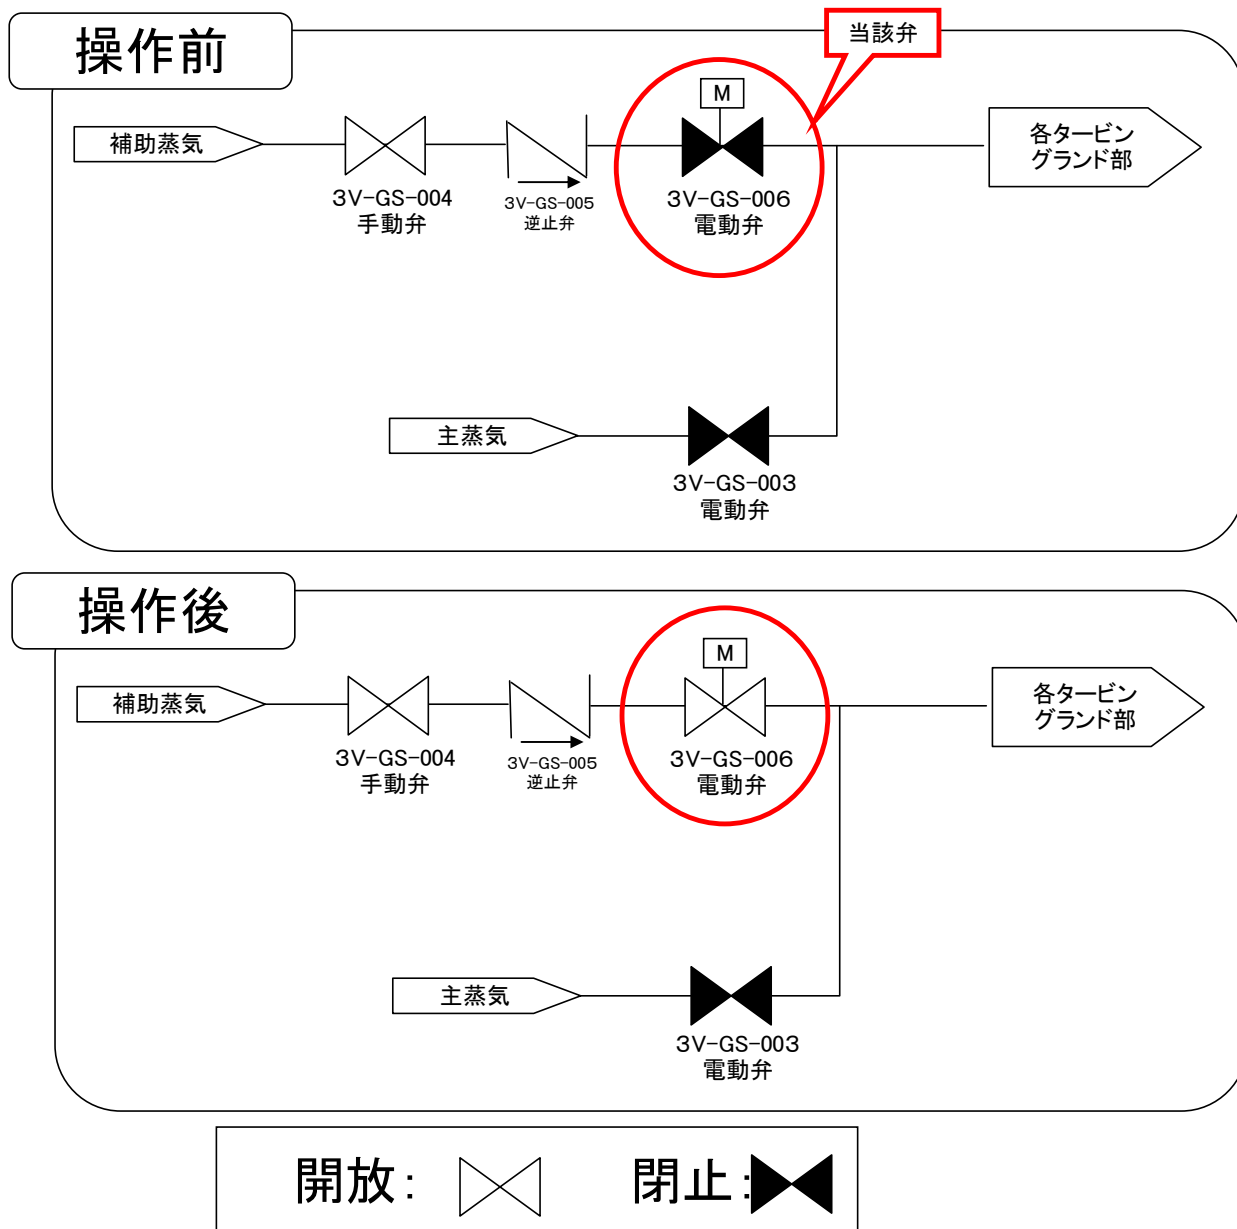 操作前
当該弁
M
補助蒸気
各タービン
グランド部
3V-GS-004
手動弁
3V-GS-005
逆止弁
3V-GS-006
電動弁
主蒸気
3V-GS-003
電動弁
操作後
M
補助蒸気
各タービン
グランド部
3V-GS-004
手動弁
3V-GS-005
逆止弁
3V-GS-006
電動弁
主蒸気
3V-GS-003
電動弁
開放: 閉止: